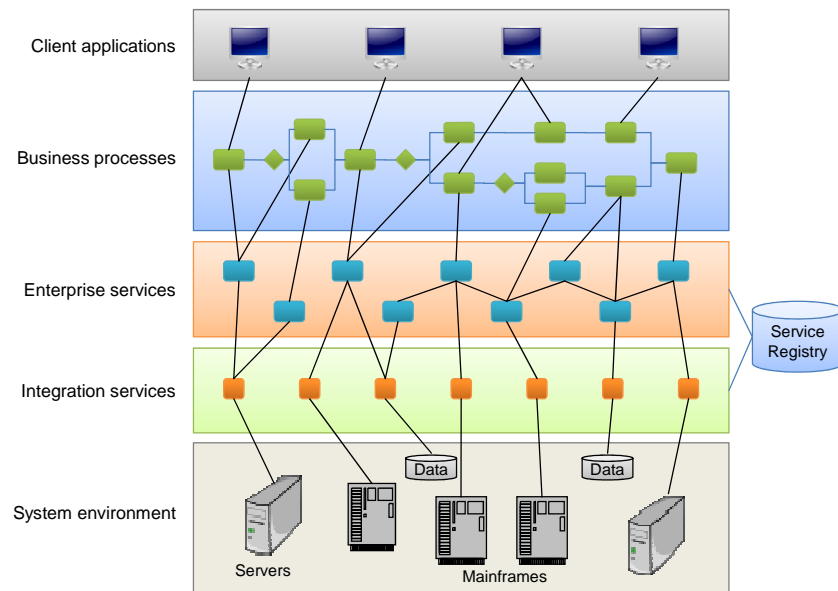 Client applications
Business processes
Enterprise services
Service
Registry
Integration services
Data
Data
System environment
Servers
Mainframes